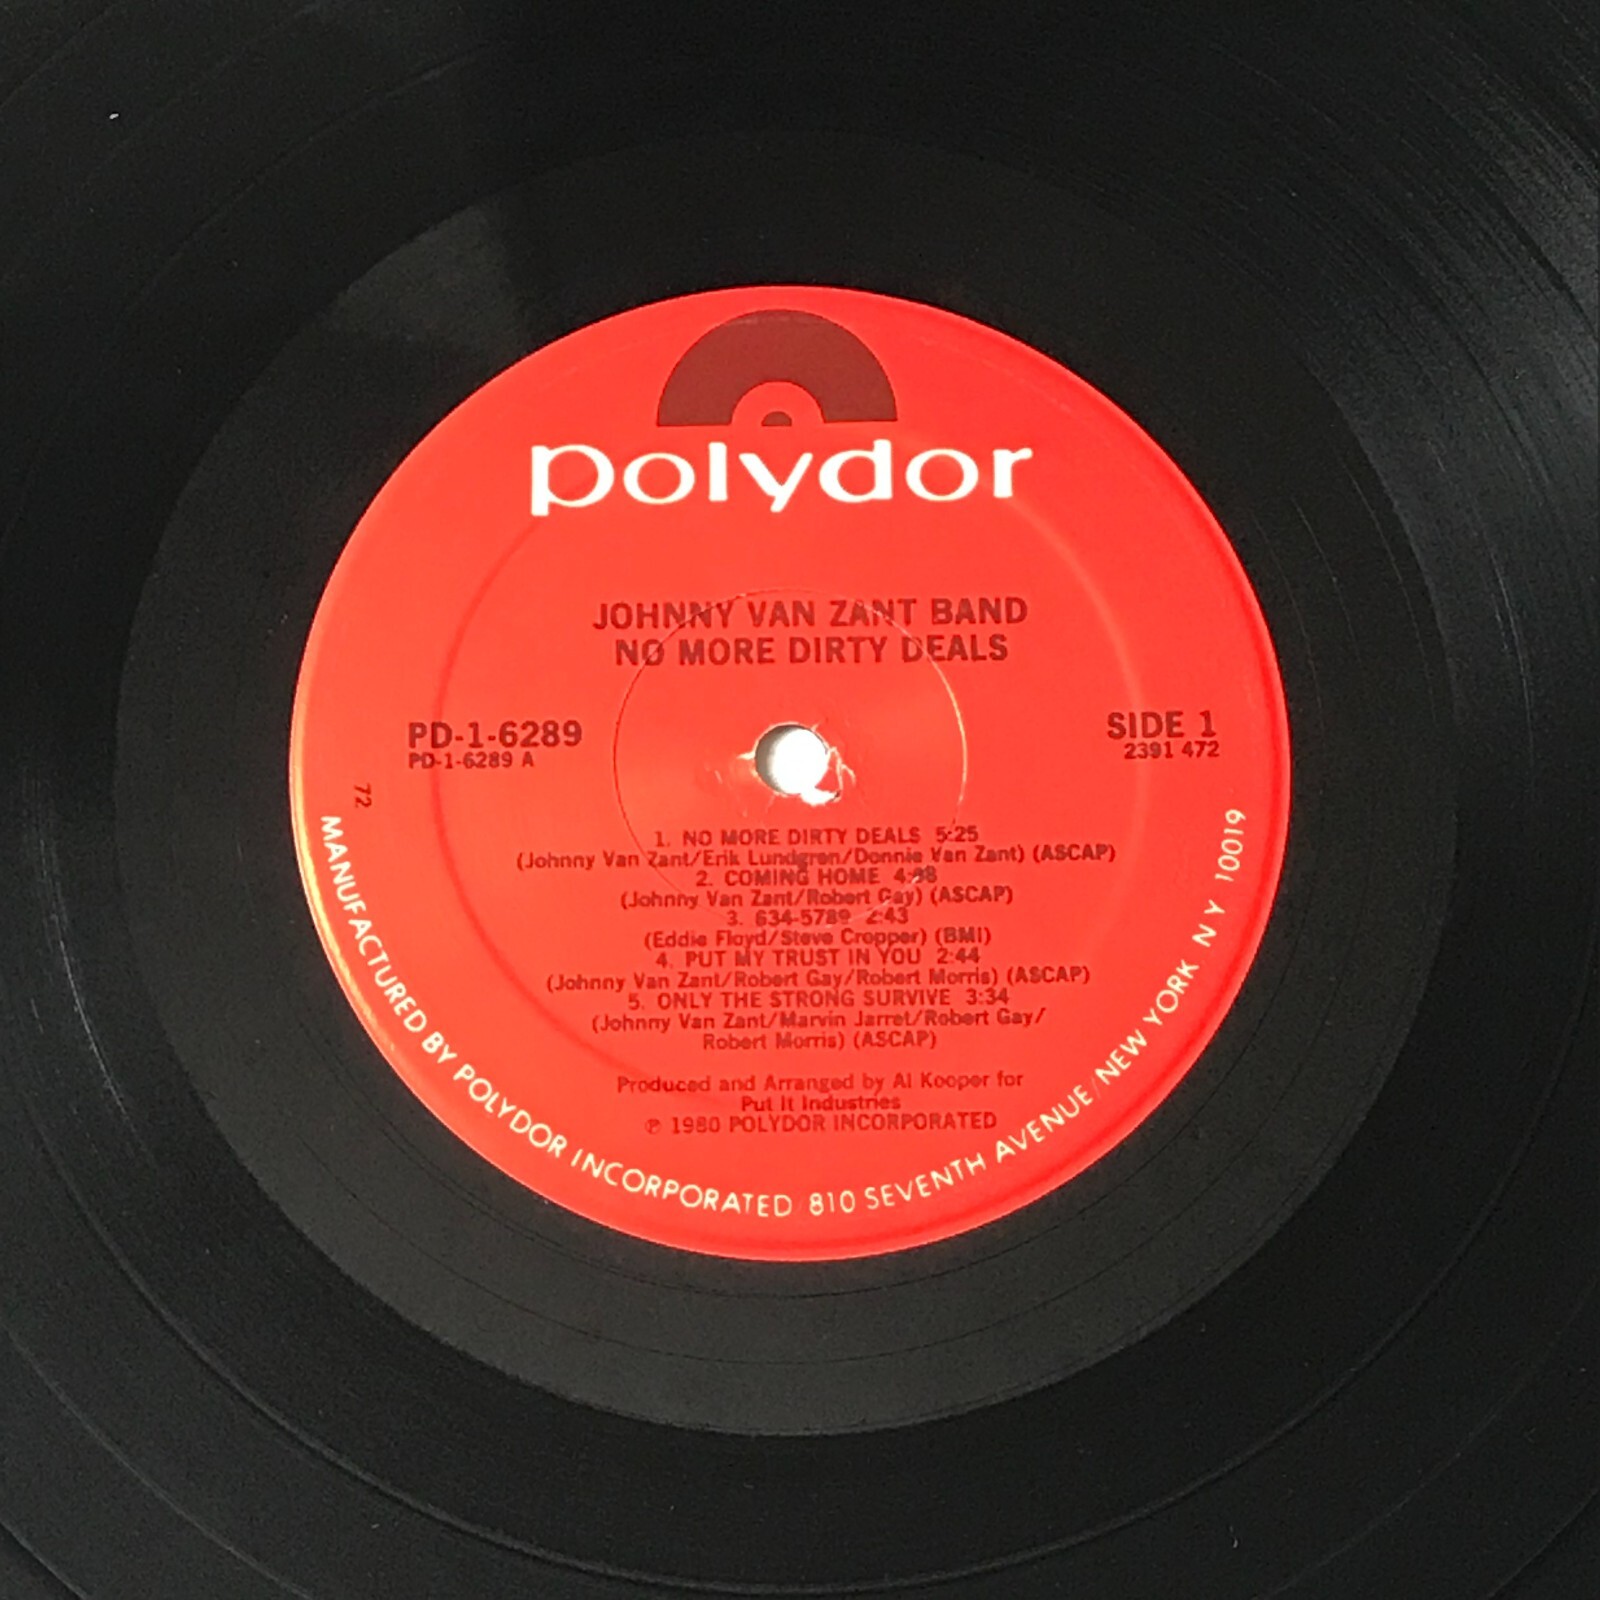 polydor
JOHNNY VAN ZANT BAND
NO MORE DIRTY DEALS
PD-1-6289
PD-1-6289 A
SIDE 1
2391 472
72
1. NO MORE DIRTY DEALS 5:25
(Johnny Van Zant/Erik Lundgren/Donnie Van Zant) (ASCAP)
2. COMING HOME
(Johnny Van Zant/Robert Gay) (ASCAP)
3. 634-5789 2:43
(Eddie Floyd/Steve Cropper) (BMI)
4. PUT MY TRUST IN YOU 2:44
(Johnny Van Zant/Robert Gay/Robert Morris) (ASCAP)
5. ONLY THE STRONG SURVIVE 3:34
(Johnny Van Zant/Marvin Jarret/Robert Gay/
Robert Morris) (ASCAP)
Produced and Arranged by Al Kooper for
Put It Industries
℗ 1980 POLYDOR INCORPORATED
MANUFACTURED BY POLYDOR INCORPORATED / 810 SEVENTH AVENUE / NEW YORK N Y 10019